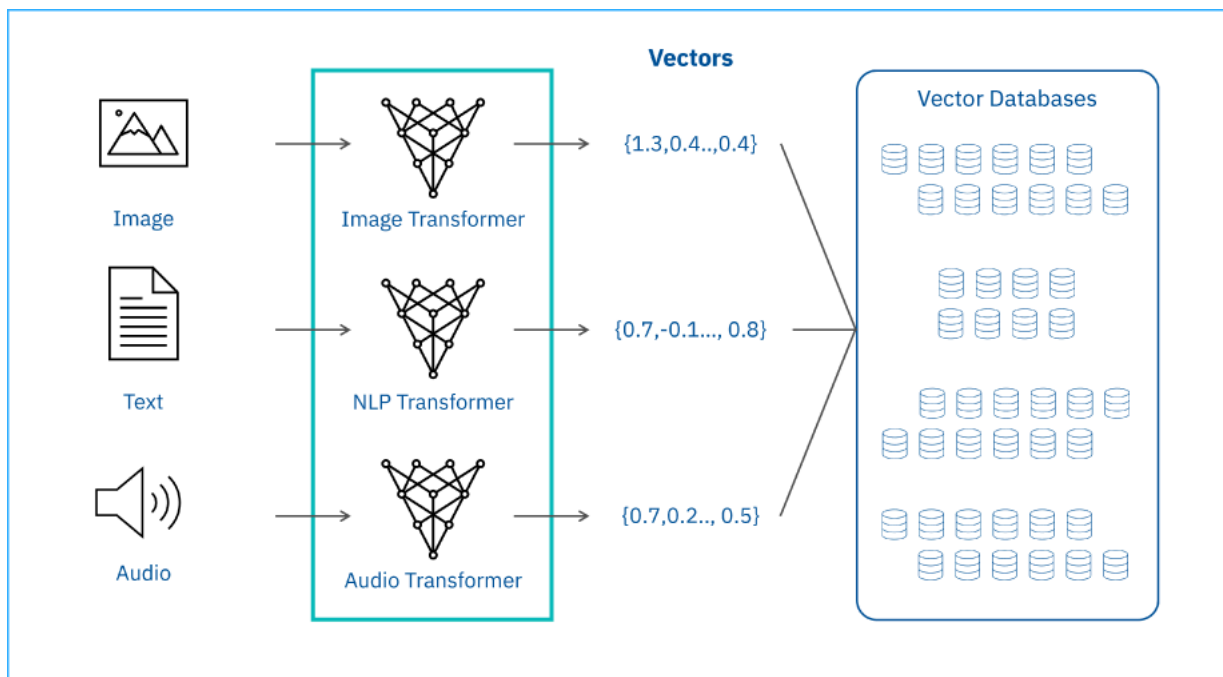 Vectors
Vector Databases
Image
Image Transformer
{1.3,0.4..,0.4}
Text
NLP Transformer
{0.7,-0.1..., 0.8}
Audio
Audio Transformer
{0.7,0.2.., 0.5}